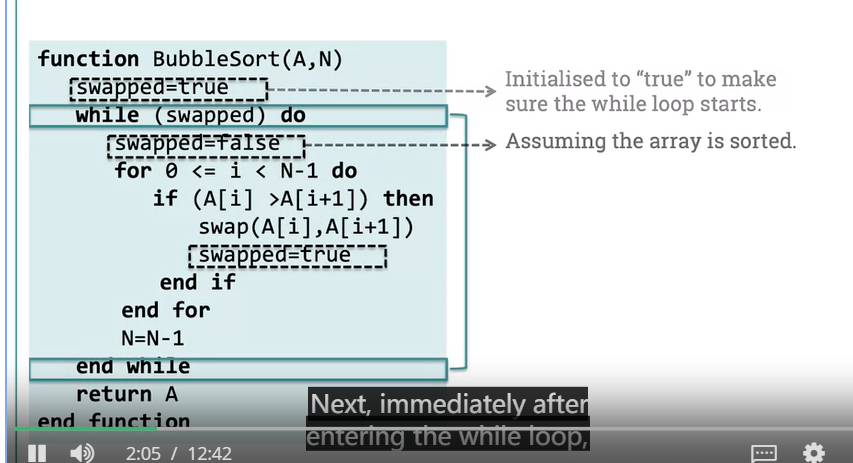 function BubbleSort(A,N)
swapped=true
Initialised to “true” to make
sure the while loop starts.
while (swapped) do
swapped=false
Assuming the array is sorted.
for 0 <= i < N-1 do
if (A[i] >A[i+1]) then
swap(A[i],A[i+1])
swapped=true
end if
end for
N=N-1
end while
return A
end function
Next, immediately after
entering the while loop,
2:05 / 12:42